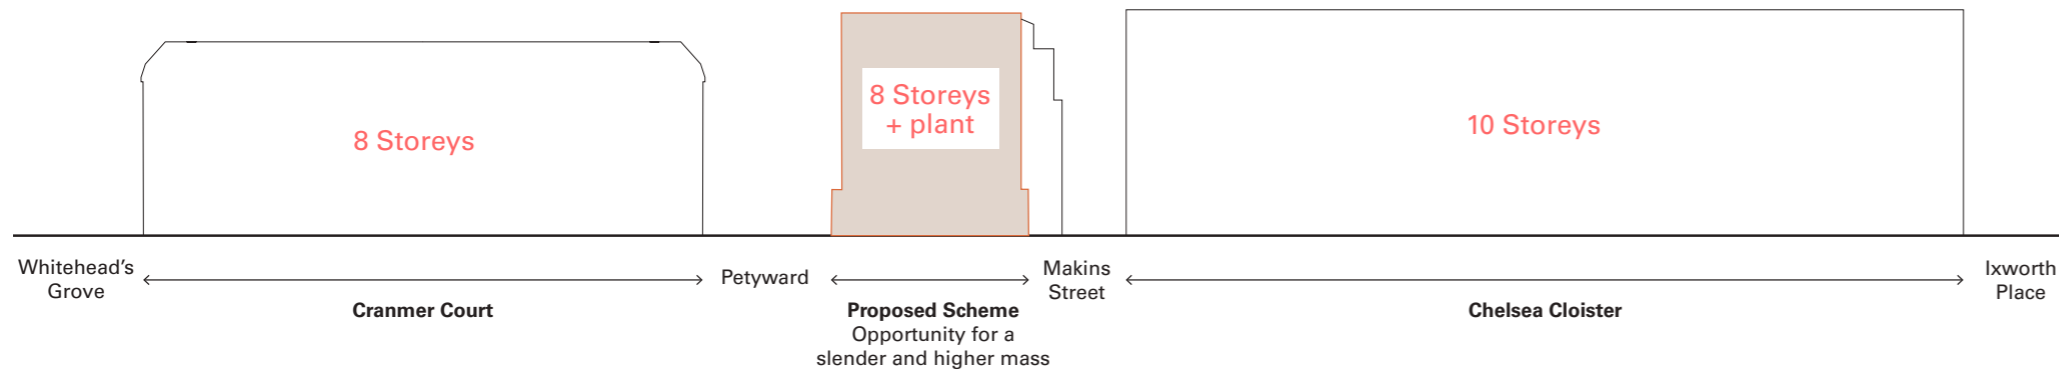 8 Storeys
8 Storeys
+ plant
10 Storeys
Whitehead's
Grove
Cranmer Court
Petyward
Proposed Scheme
Opportunity for a
slender and higher mass
Makins
Street
Chelsea Cloister
Ixworth
Place